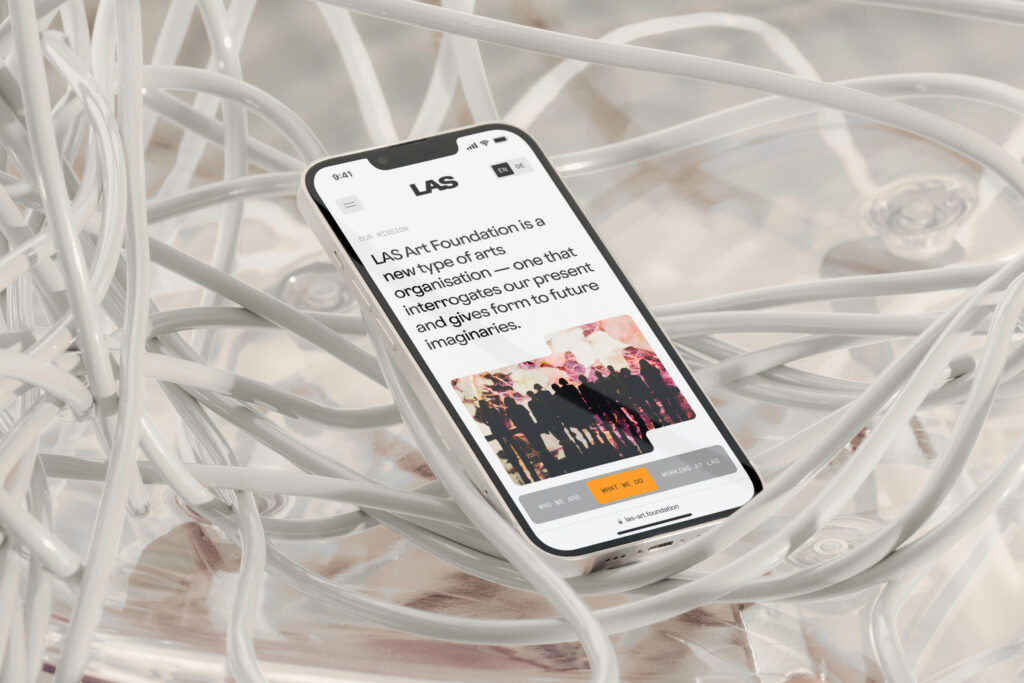 9:41
LAS
EN DE
OUR MISSION
LAS Art Foundation is a
new type of arts
organisation — one that
interrogates our present
and gives form to future
imaginaries.
WHO WE ARE
WHAT WE DO
WORKING AT LAS
las-art.foundation